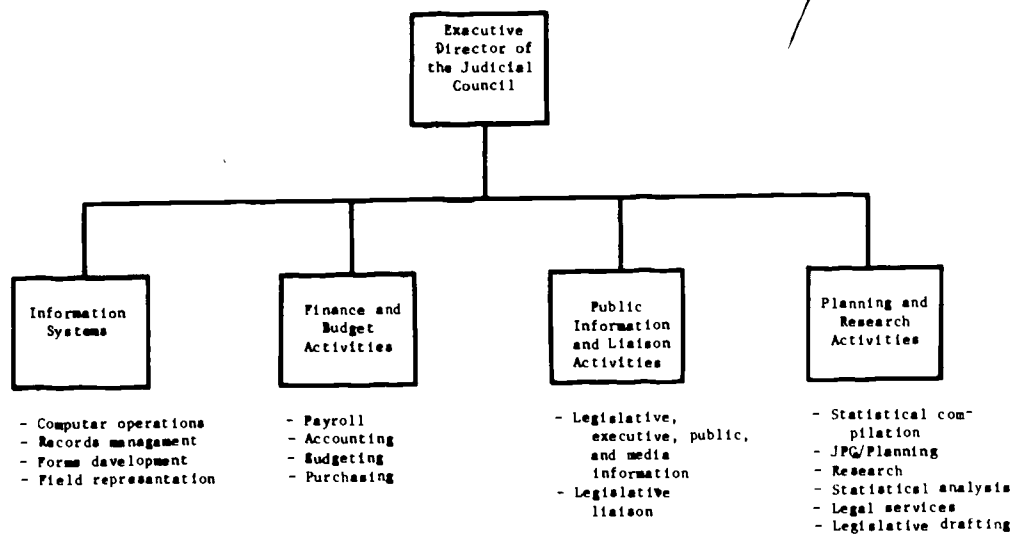 Executive
Director of
the Judicial
Council
Information
Systems
Finance and
Budget
Activities
Public
Information
and Liaison
Activities
Planning and
Research
Activities
- Computer operations
- Records management
- Forms development
- Field representation
- Payroll
- Accounting
- Budgeting
- Purchasing
- Legislative,
executive, public,
and media
information
- Legislative
liaison
- Statistical com-
pilation
- JPC/Planning
- Research
- Statistical analysis
- Legal services
- Legislative drafting